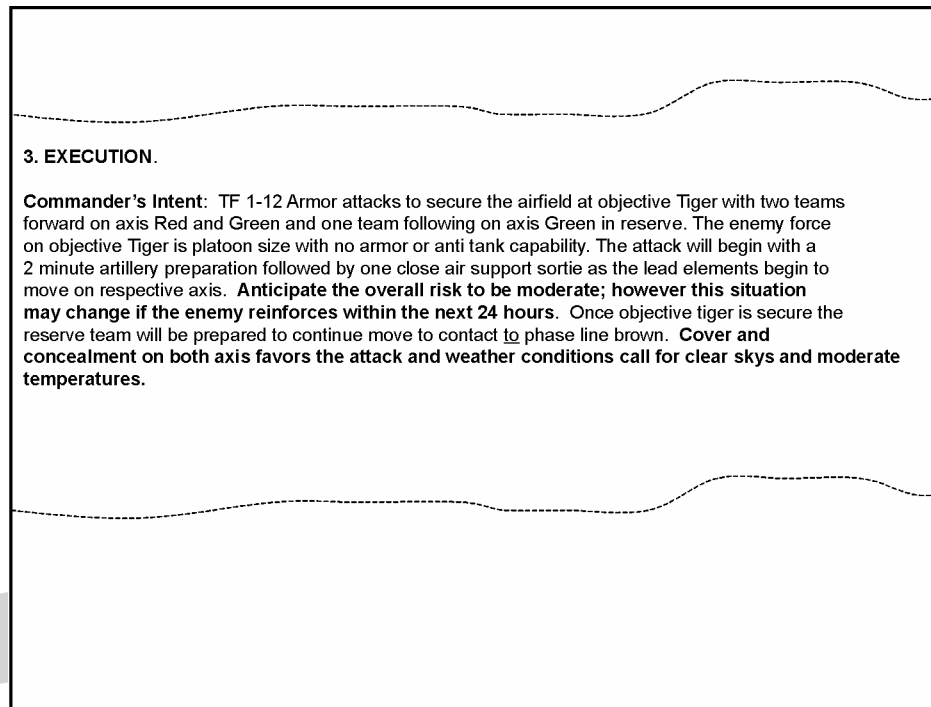 3. EXECUTION.
Commander's Intent: TF 1-12 Armor attacks to secure the airfield at objective Tiger with two teams
forward on axis Red and Green and one team following on axis Green in reserve. The enemy force
on objective Tiger is platoon size with no armor or anti tank capability. The attack will begin with a
2 minute artillery preparation followed by one close air support sortie as the lead elements begin to
move on respective axis. Anticipate the overall risk to be moderate; however this situation
may change if the enemy reinforces within the next 24 hours. Once objective tiger is secure the
reserve team will be prepared to continue move to contact to phase line brown. Cover and
concealment on both axis favors the attack and weather conditions call for clear skys and moderate
temperatures.